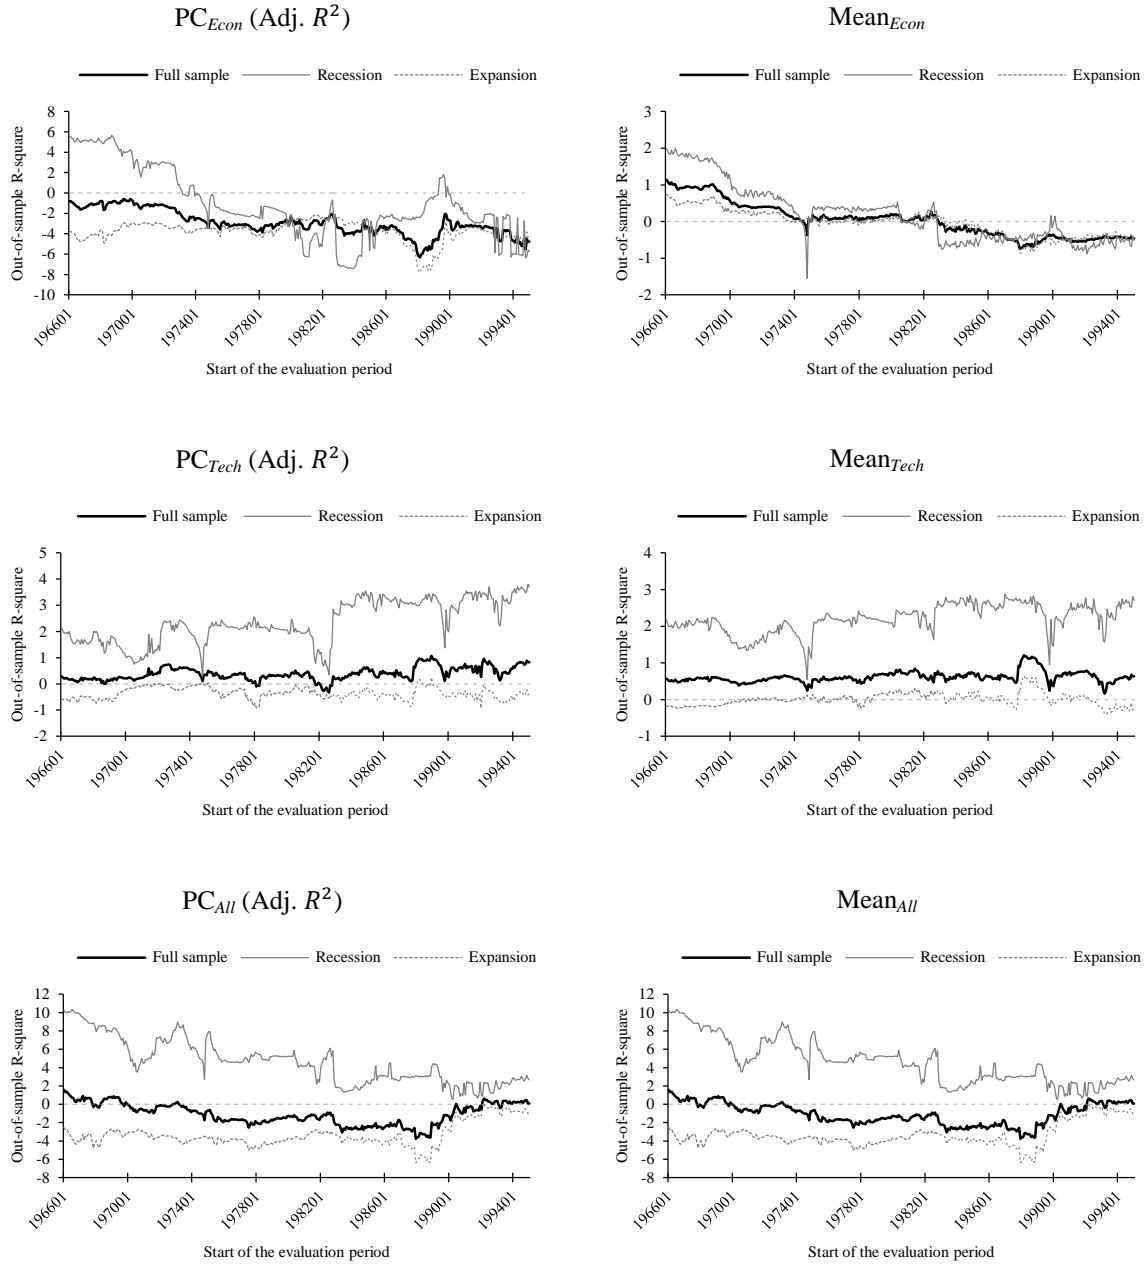 PC_Econ (Adj. R²)
Full sample Recession Expansion
Out-of-sample R-square
8
6
4
2
0
-2
-4
-6
-8
-10
196601 197001 197401 197801 198201 198601 199001 199401
Start of the evaluation period
Mean_Econ
Full sample Recession Expansion
Out-of-sample R-square
3
2
1
0
-1
-2
196601 197001 197401 197801 198201 198601 199001 199401
Start of the evaluation period
PC_Tech (Adj. R²)
Full sample Recession Expansion
Out-of-sample R-square
5
4
3
2
1
0
-1
-2
196601 197001 197401 197801 198201 198601 199001 199401
Start of the evaluation period
Mean_Tech
Full sample Recession Expansion
Out-of-sample R-square
4
3
2
1
0
-1
196601 197001 197401 197801 198201 198601 199001 199401
Start of the evaluation period
PC_All (Adj. R²)
Full sample Recession Expansion
Out-of-sample R-square
12
10
8
6
4
2
0
-2
-4
-6
-8
196601 197001 197401 197801 198201 198601 199001 199401
Start of the evaluation period
Mean_All
Full sample Recession Expansion
Out-of-sample R-square
12
10
8
6
4
2
0
-2
-4
-6
-8
196601 197001 197401 197801 198201 198601 199001 199401
Start of the evaluation period